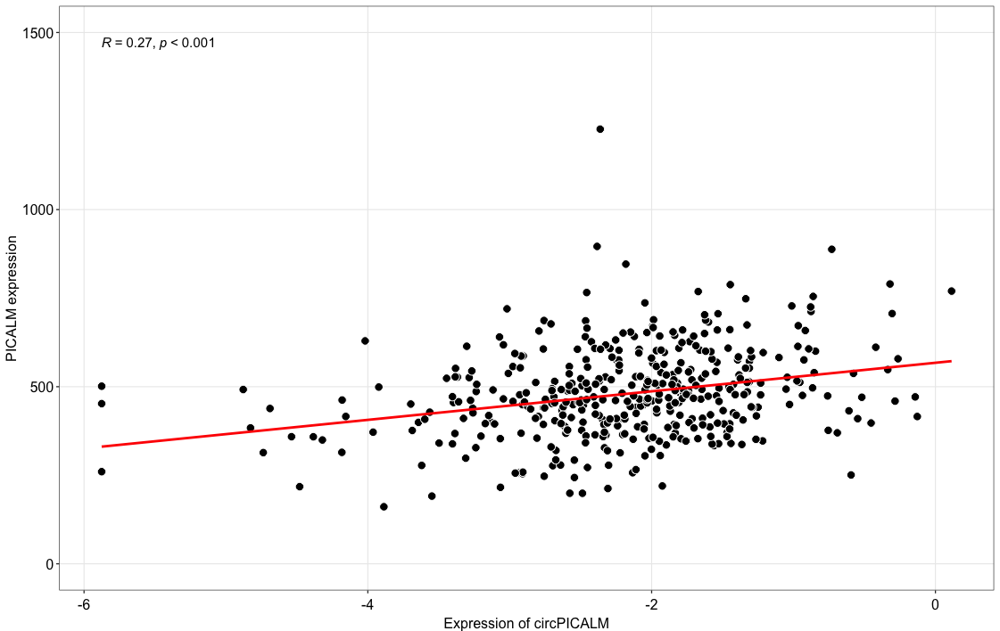 R = 0.27, p < 0.001
1500
1000
500
0
PICALM expression
-6 -4 -2 0
Expression of circPICALM